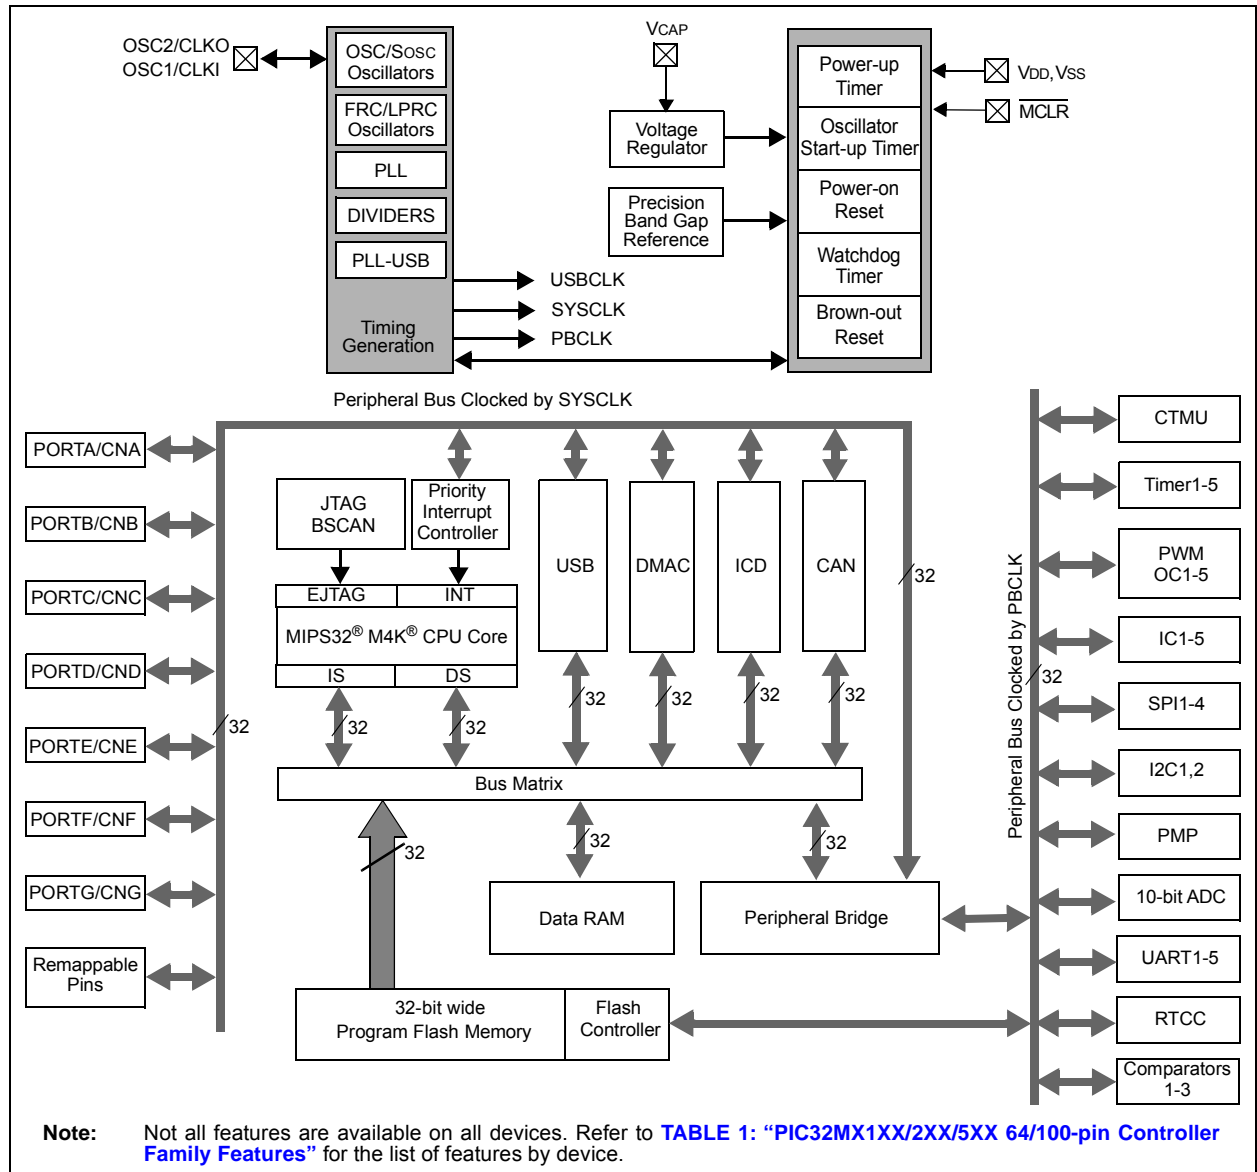 OSC2/CLKO
OSC1/CLKI
OSC/SOSC
Oscillators
FRC/LPRC
Oscillators
PLL
DIVIDERS
PLL-USB
Timing
Generation
USBCLK
SYSCLK
PBCLK
VCAP
Voltage
Regulator
Precision
Band Gap
Reference
Power-up
Timer
Oscillator
Start-up Timer
Power-on
Reset
Watchdog
Timer
Brown-out
Reset
VDD, VSS
MCLR
Peripheral Bus Clocked by SYSCLK
PORTA/CNA
PORTB/CNB
PORTC/CNC
PORTD/CND
PORTE/CNE
PORTF/CNF
PORTG/CNG
Remappable
Pins
32
JTAG
BSCAN
Priority
Interrupt
Controller
EJTAG
INT
MIPS32® M4K® CPU Core
IS
DS
USB
DMAC
ICD
CAN
32
32
32
32
32
32
32
Bus Matrix
32
32
32
Data RAM
Peripheral Bridge
32-bit wide
Program Flash Memory
Flash
Controller
Peripheral Bus Clocked by PBCLK
32
CTMU
Timer1-5
PWM
OC1-5
IC1-5
SPI1-4
I2C1,2
PMP
10-bit ADC
UART1-5
RTCC
Comparators
1-3
Note: Not all features are available on all devices. Refer to TABLE 1: “PIC32MX1XX/2XX/5XX 64/100-pin Controller
Family Features” for the list of features by device.